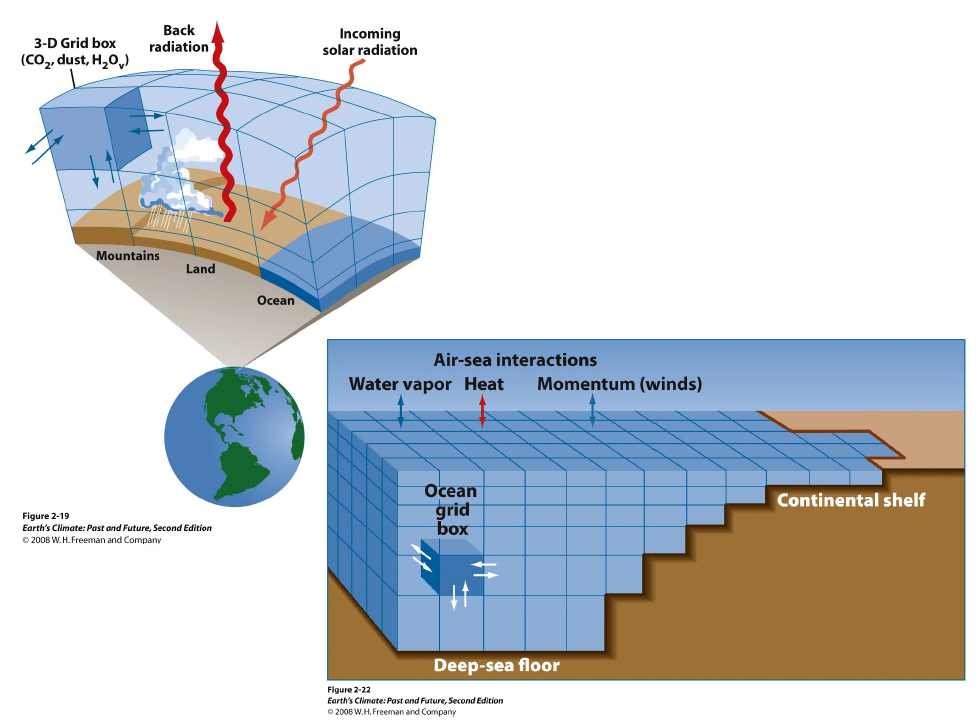 Back
radiation
Incoming
solar radiation
3-D Grid box
(CO₂, dust, H₂Oᵥ)
Mountains
Land
Ocean
Figure 2-19
Earth's Climate: Past and Future, Second Edition
© 2008 W. H. Freeman and Company
Air-sea interactions
Water vapor Heat Momentum (winds)
Ocean
grid
box
Continental shelf
Deep-sea floor
Figure 2-22
Earth's Climate: Past and Future, Second Edition
© 2008 W. H. Freeman and Company